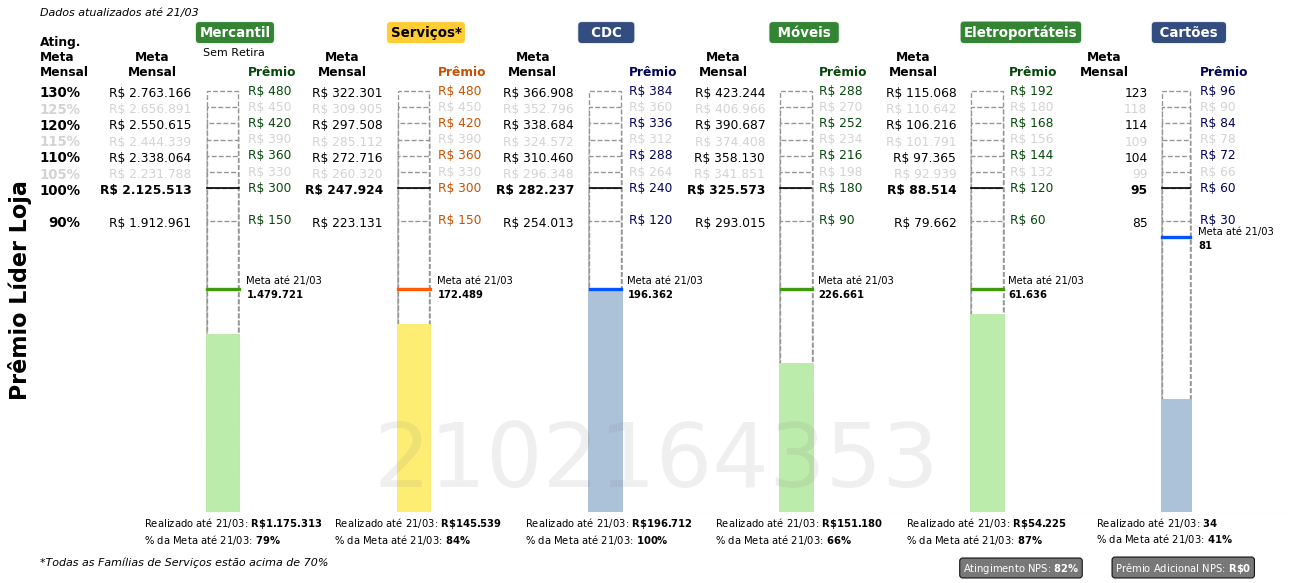 Dados atualizados até 21/03
Mercantil Serviços* CDC Móveis Eletroportáteis Cartões
Sem Retira
Ating. Meta Mensal
Meta Mensal Prêmio Meta Mensal Prêmio Meta Mensal Prêmio Meta Mensal Prêmio Meta Mensal Prêmio Meta Mensal Prêmio
130% R$ 2.763.166 R$ 480 R$ 322.301 R$ 480 R$ 366.908 R$ 384 R$ 423.244 R$ 288 R$ 115.068 R$ 192 123 R$ 96
125% R$ 2.656.891 R$ 450 R$ 309.905 R$ 450 R$ 352.796 R$ 360 R$ 406.966 R$ 270 R$ 110.642 R$ 180 118 R$ 90
120% R$ 2.550.615 R$ 420 R$ 297.508 R$ 420 R$ 338.684 R$ 336 R$ 390.687 R$ 252 R$ 106.216 R$ 168 114 R$ 84
115% R$ 2.444.339 R$ 390 R$ 285.112 R$ 390 R$ 324.572 R$ 312 R$ 374.408 R$ 234 R$ 101.791 R$ 156 109 R$ 78
110% R$ 2.338.064 R$ 360 R$ 272.716 R$ 360 R$ 310.460 R$ 288 R$ 358.130 R$ 216 R$ 97.365 R$ 144 104 R$ 72
105% R$ 2.231.788 R$ 330 R$ 260.320 R$ 330 R$ 296.348 R$ 264 R$ 341.851 R$ 198 R$ 92.939 R$ 132 99 R$ 66
100% R$ 2.125.513 R$ 300 R$ 247.924 R$ 300 R$ 282.237 R$ 240 R$ 325.573 R$ 180 R$ 88.514 R$ 120 95 R$ 60
90% R$ 1.912.961 R$ 150 R$ 223.131 R$ 150 R$ 254.013 R$ 120 R$ 293.015 R$ 90 R$ 79.662 R$ 60 85 R$ 30
Meta até 21/03
81
Meta até 21/03 Meta até 21/03 Meta até 21/03 Meta até 21/03 Meta até 21/03
1.479.721 172.489 196.362 226.661 61.636
Prêmio Líder Loja
2102164353
Realizado até 21/03: R$1.175.313 Realizado até 21/03: R$145.539 Realizado até 21/03: R$196.712 Realizado até 21/03: R$151.180 Realizado até 21/03: R$54.225 Realizado até 21/03: 34
% da Meta até 21/03: 79% % da Meta até 21/03: 84% % da Meta até 21/03: 100% % da Meta até 21/03: 66% % da Meta até 21/03: 87% % da Meta até 21/03: 41%
*Todas as Famílias de Serviços estão acima de 70%
Atingimento NPS: 82% Prêmio Adicional NPS: R$0